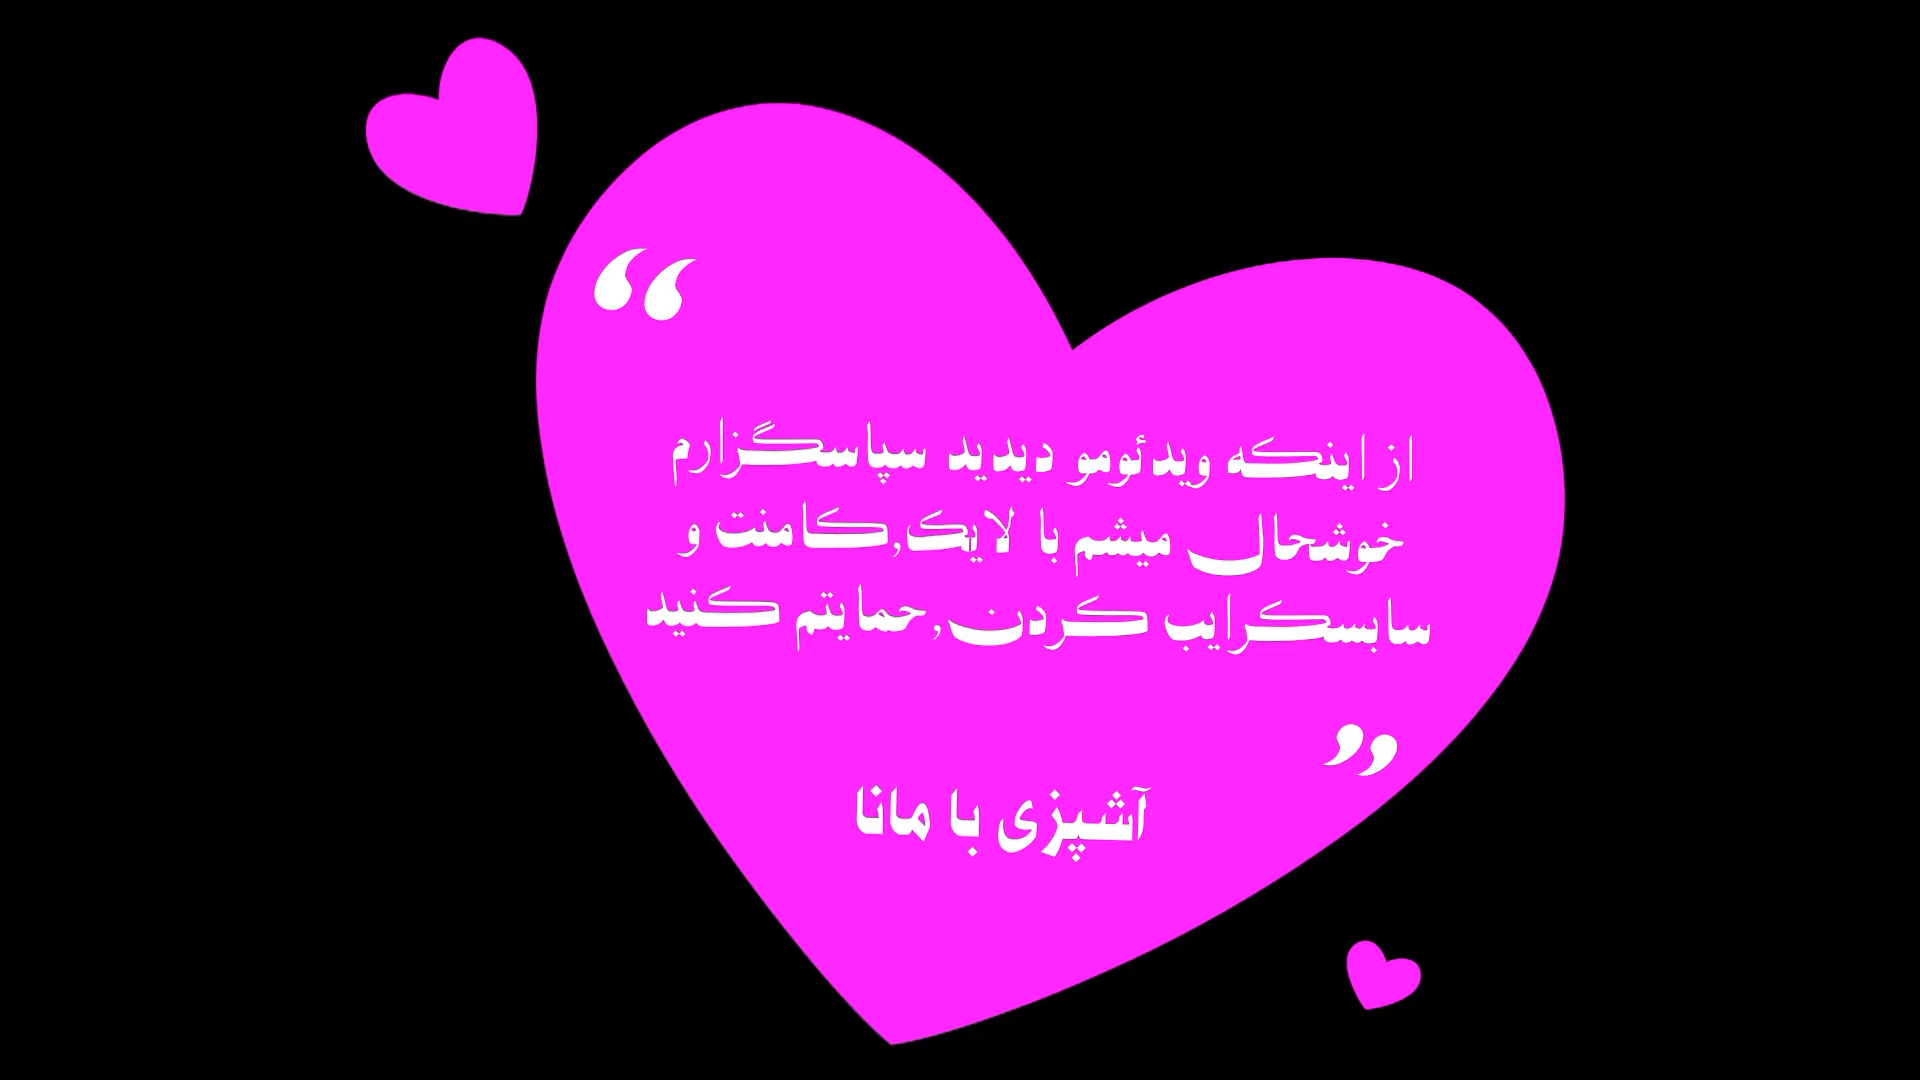 “
از اینکه ویدئومو دیدید سپاسگزارم
خوشحال میشم با لایک,کامنت و
سابسکرایب کردن,حمایتم کنید
”
آشپزی با مانا